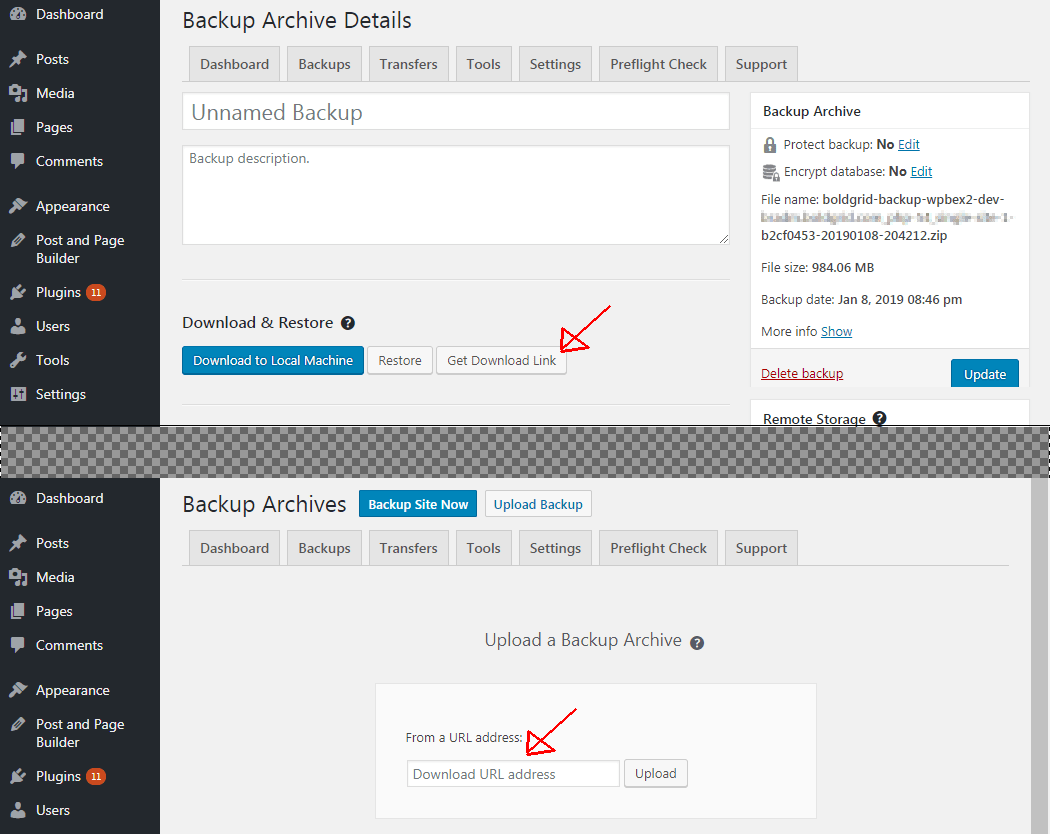 Dashboard
Posts
Media
Pages
Comments
Appearance
Post and Page
Builder
Plugins 11
Users
Tools
Settings
Backup Archive Details
Dashboard Backups Transfers Tools Settings Preflight Check Support
Unnamed Backup
Backup description.
Download & Restore ?
Download to Local Machine Restore Get Download Link
Backup Archive
Protect backup: No Edit
Encrypt database: No Edit
File name: boldgrid-backup-wpbex2-dev-
b2cf0453-20190108-204212.zip
File size: 984.06 MB
Backup date: Jan 8, 2019 08:46 pm
More info Show
Delete backup Update
Remote Storage ?
Dashboard
Posts
Media
Pages
Comments
Appearance
Post and Page
Builder
Plugins 11
Users
Backup Archives Backup Site Now Upload Backup
Dashboard Backups Transfers Tools Settings Preflight Check Support
Upload a Backup Archive ?
From a URL address:
Download URL address Upload